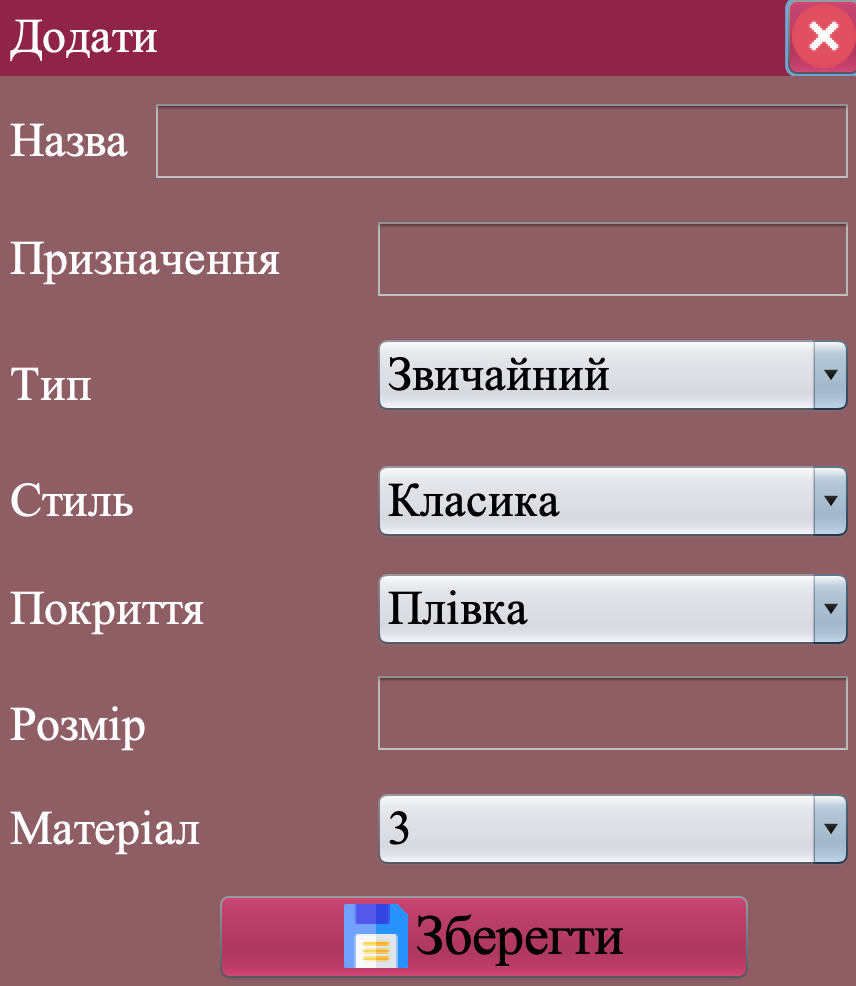 Додати
Назва
Призначення
Тип Звичайний
Стиль Класика
Покриття Плівка
Розмір
Матеріал 3
Зберегти